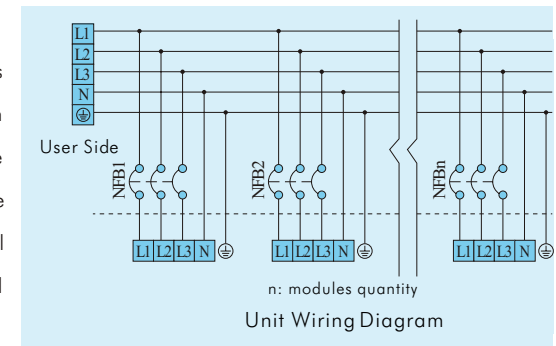 L1
L2
L3
N
User Side
NFB1
NFB2
NFBn
L1 L2 L3 N
L1 L2 L3 N
L1 L2 L3 N
n: modules quantity
Unit Wiring Diagram